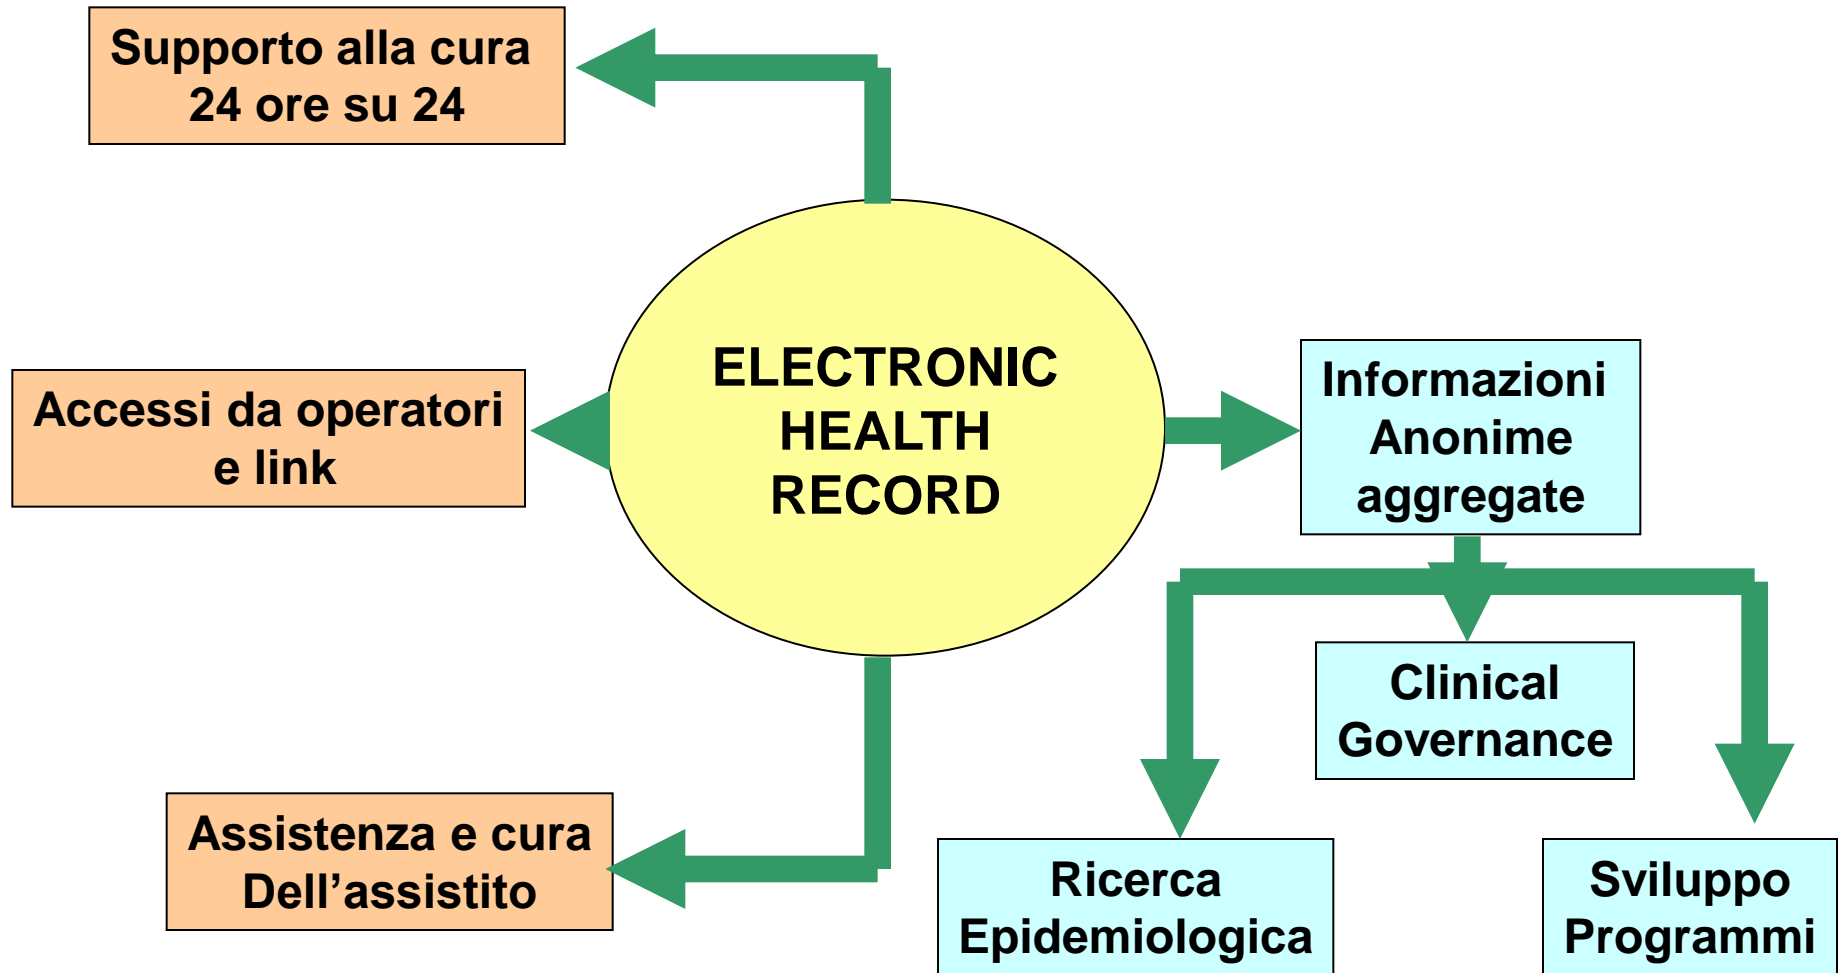 Supporto alla cura
24 ore su 24
ELECTRONIC
HEALTH
RECORD
Accessi da operatori
e link
Informazioni
Anonime
aggregate
Clinical
Governance
Assistenza e cura
Dell’assistito
Ricerca
Epidemiologica
Sviluppo
Programmi